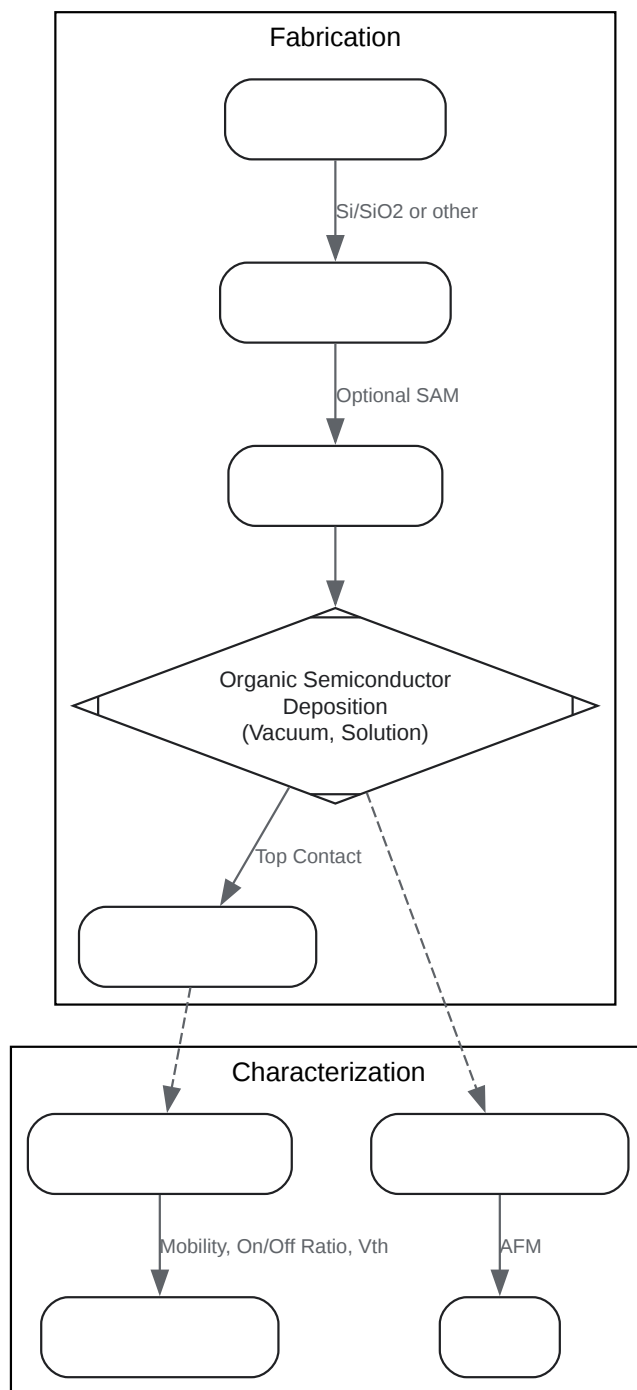 Fabrication
Si/SiO2 or other
Optional SAM
Organic Semiconductor
Deposition
(Vacuum, Solution)
Top Contact
Characterization
Mobility, On/Off Ratio, Vth
AFM